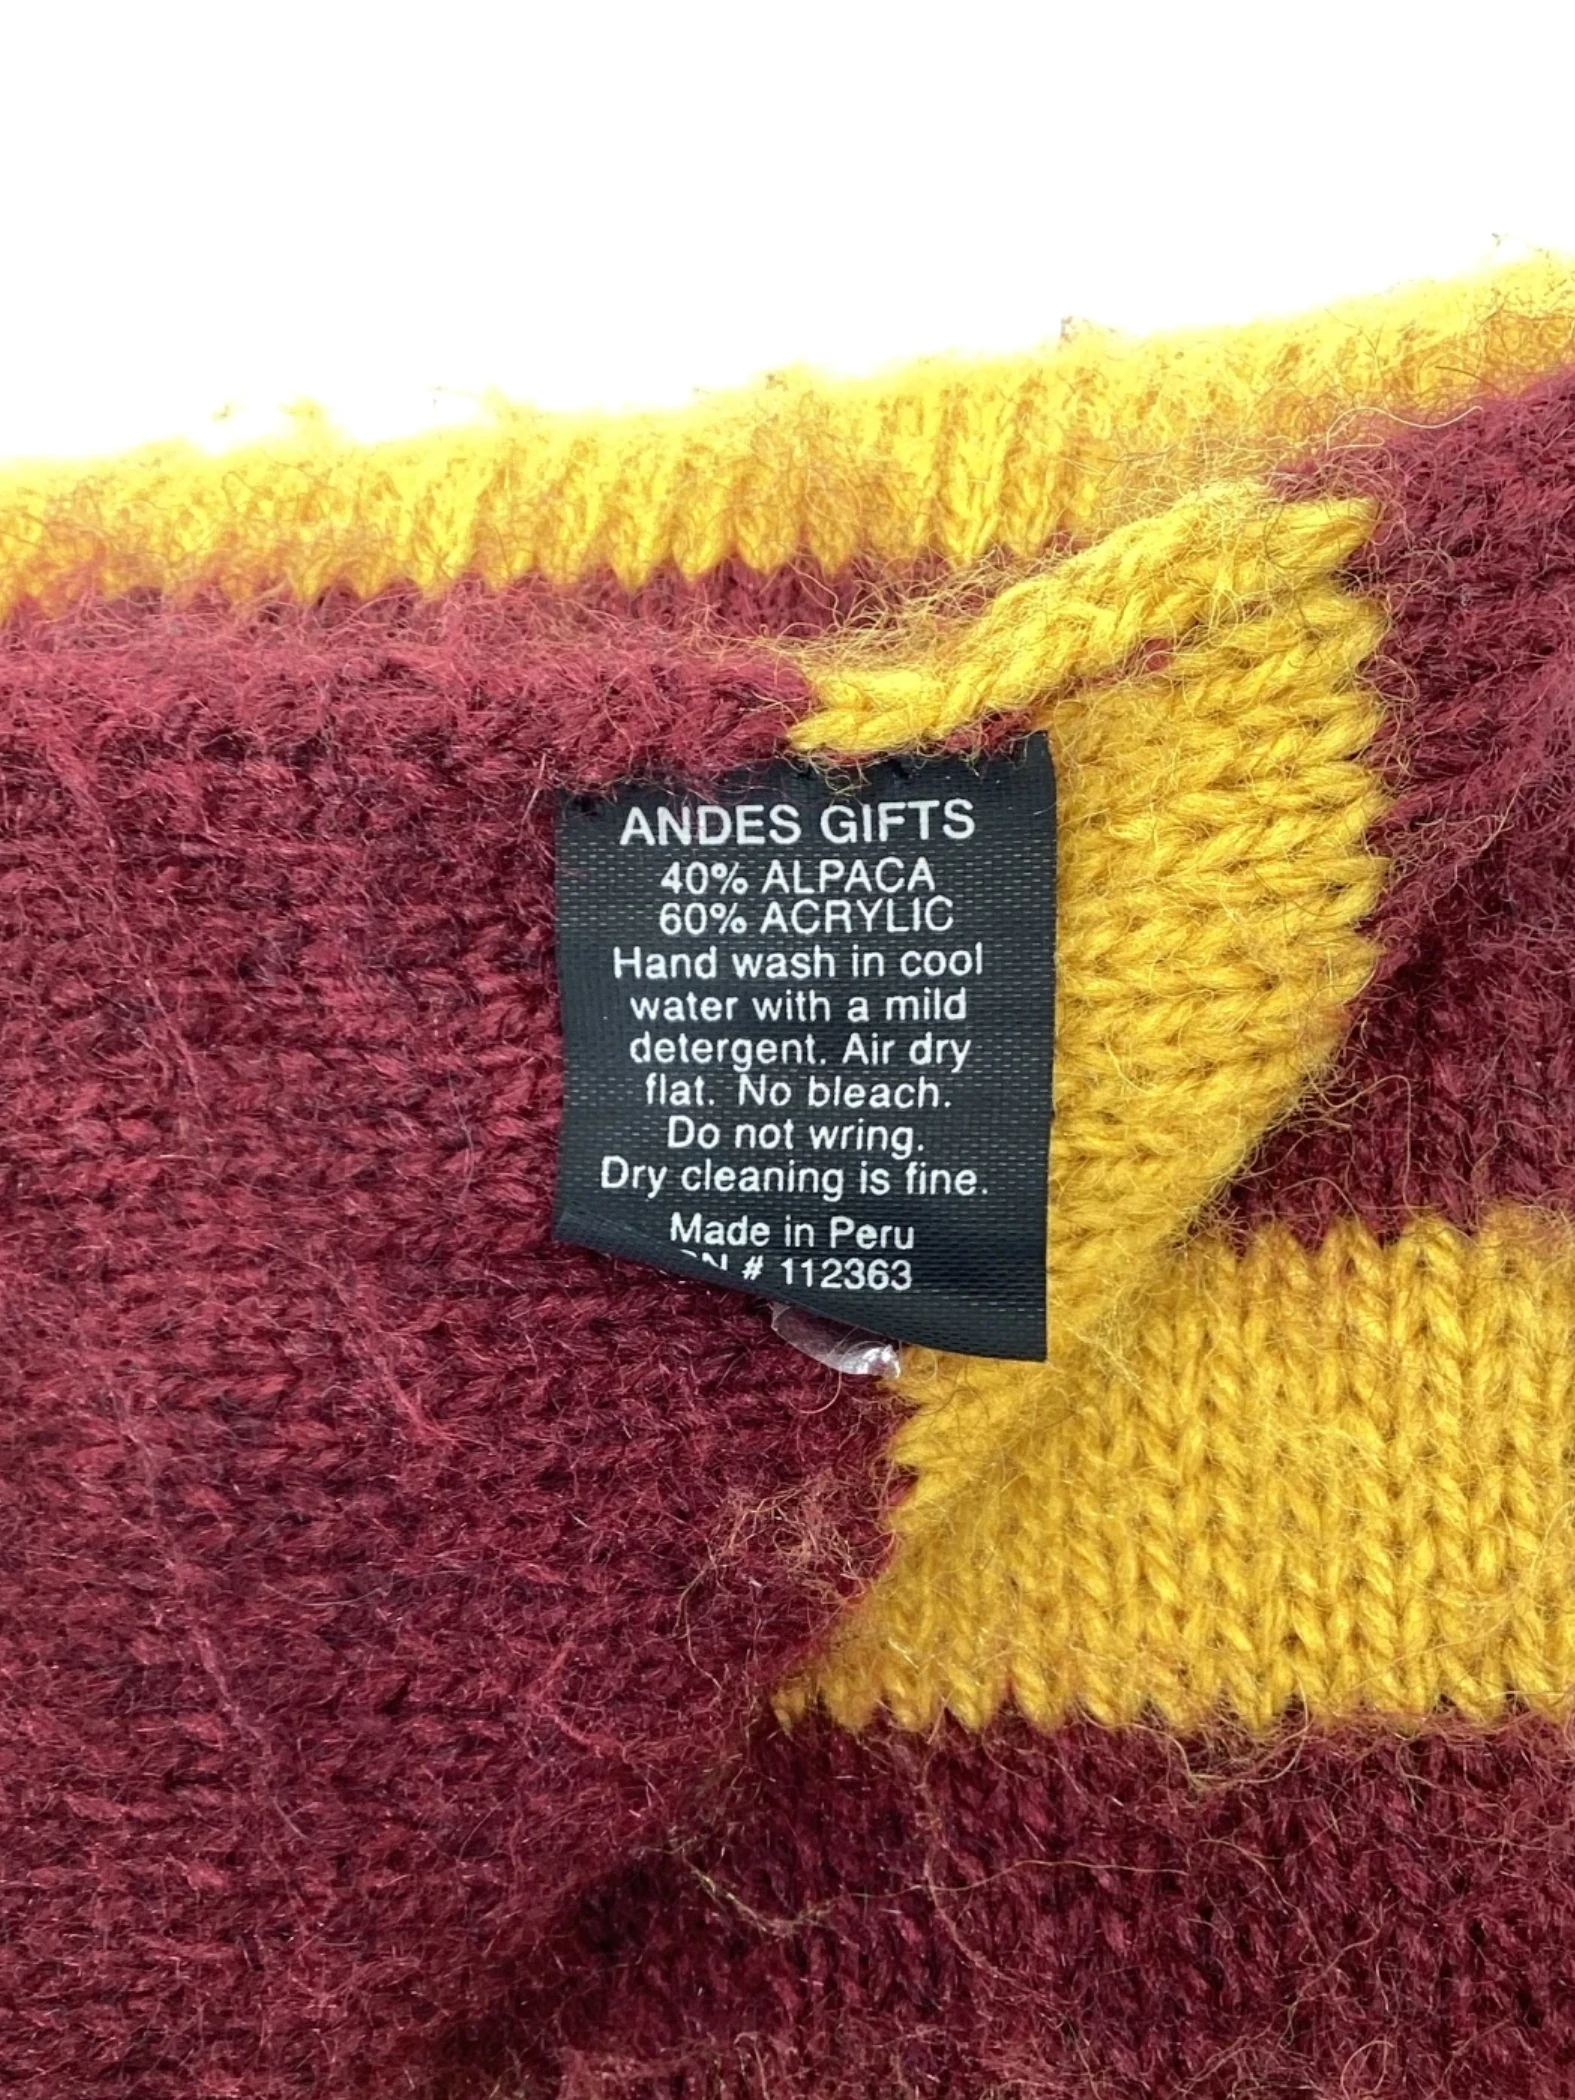 ANDES GIFTS
40% ALPACA
60% ACRYLIC
Hand wash in cool
water with a mild
detergent. Air dry
flat. No bleach.
Do not wring.
Dry cleaning is fine.
Made in Peru
# 112363